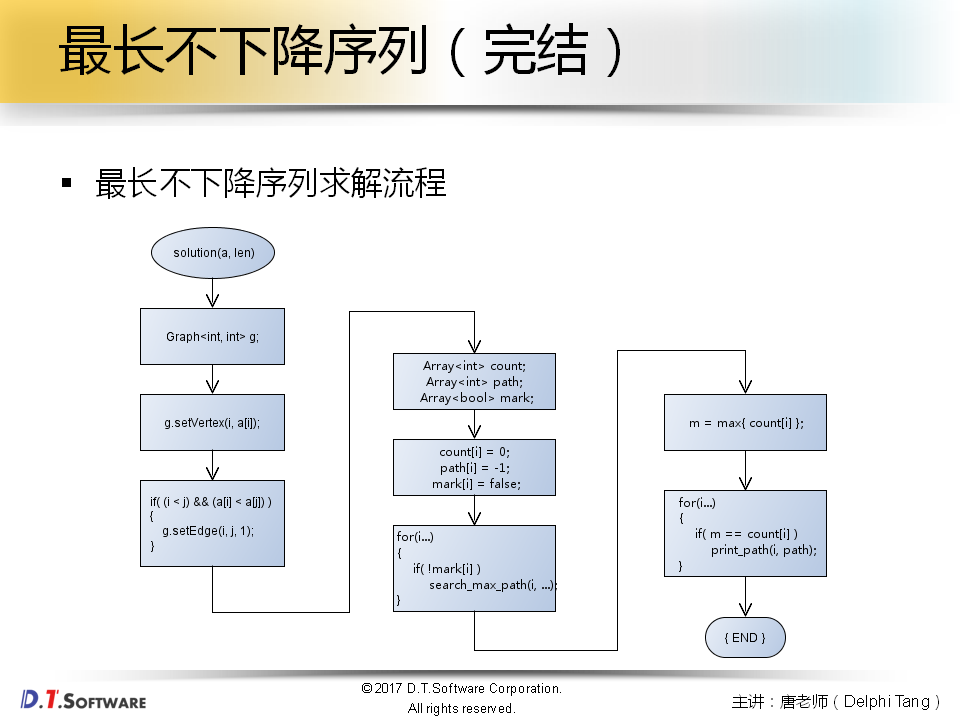 最长不下降序列（完结）
▪ 最长不下降序列求解流程
solution(a, len)
Graph<int, int> g;
g.setVertex(i, a[i]);
if( (i < j) && (a[i] < a[j]) )
{
g.setEdge(i, j, 1);
}
Array<int> count;
Array<int> path;
Array<bool> mark;
count[i] = 0;
path[i] = -1;
mark[i] = false;
for(i...)
{
if( !mark[i] )
search_max_path(i, ...);
}
m = max{ count[i] };
for(i...)
{
if( m == count[i] )
print_path(i, path);
}
{ END }
D.T.SOFTWARE
©2017 D.T.Software Corporation.
All rights reserved.
主讲：唐老师（Delphi Tang）